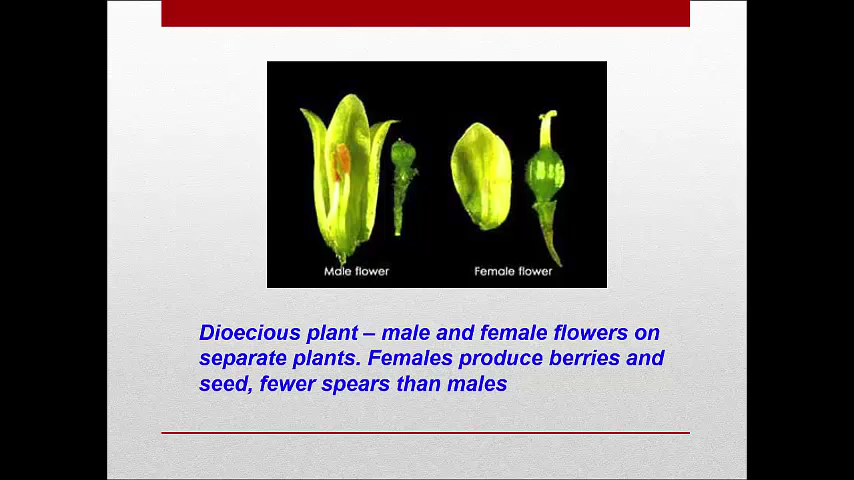 Male flower
Female flower
Dioecious plant – male and female flowers on
separate plants. Females produce berries and
seed, fewer spears than males